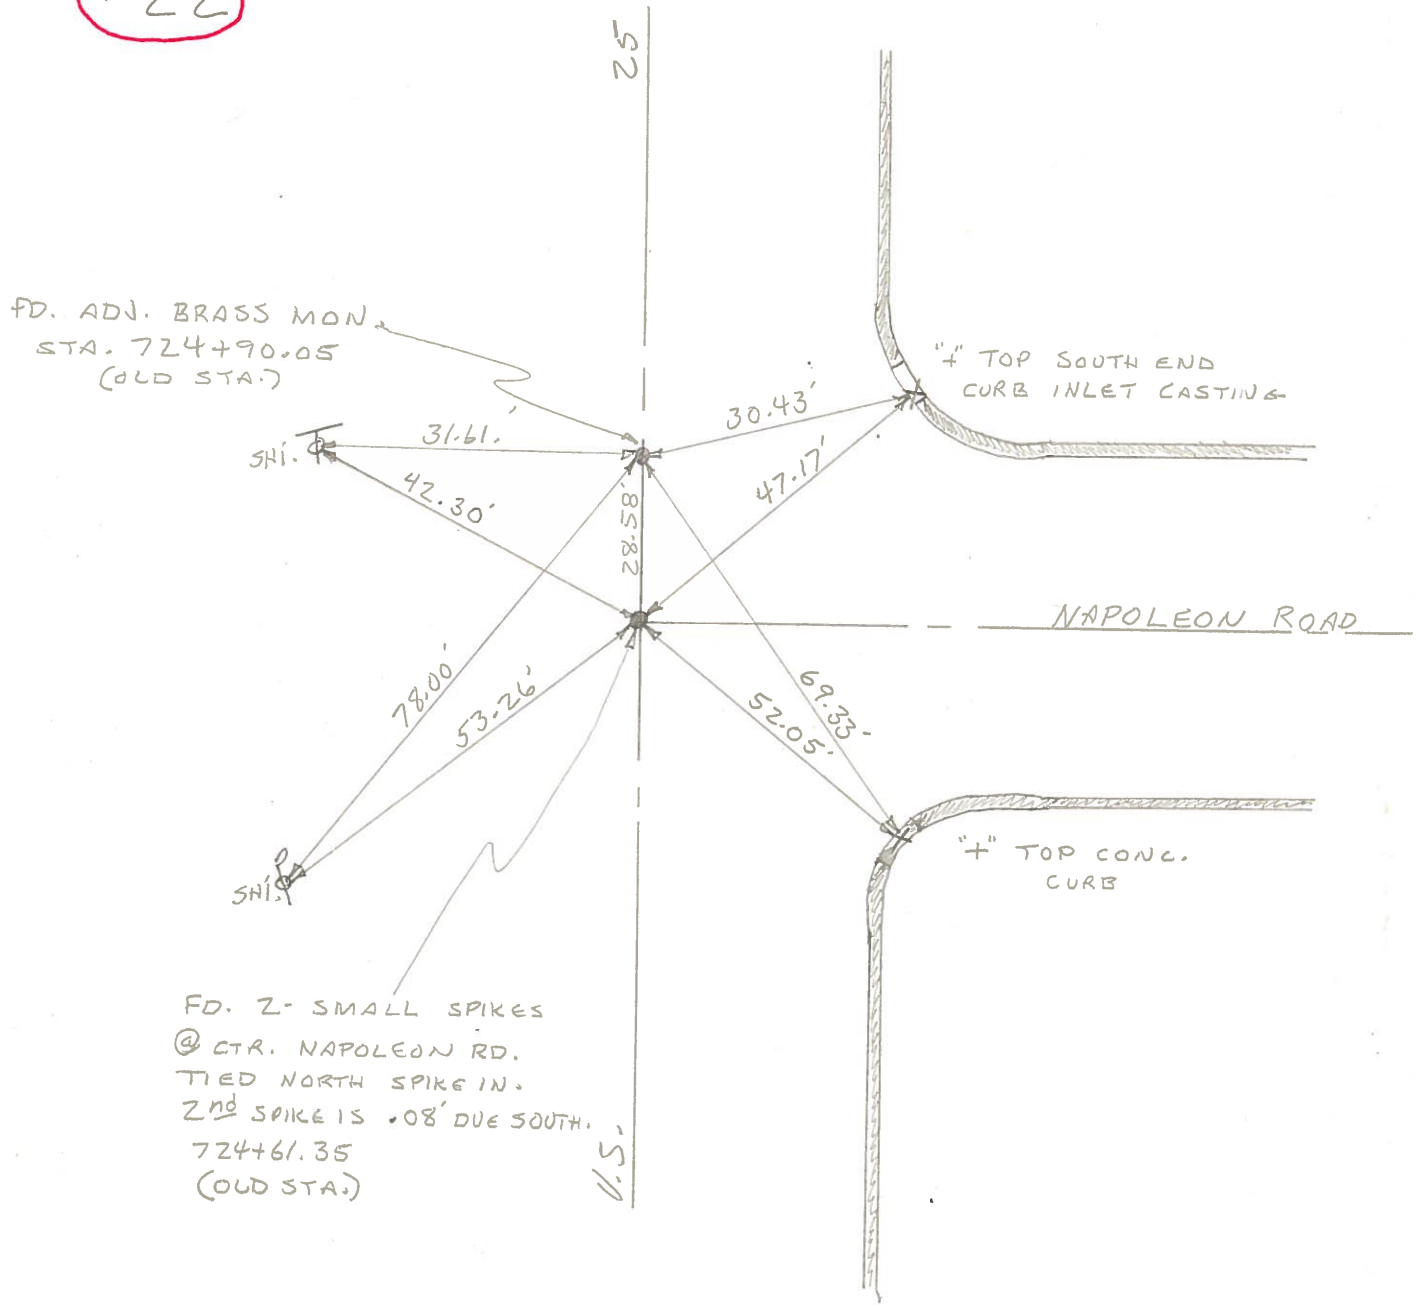 22
25
FD. ADJ. BRASS MON.
STA. 724+90.05
(OLD STA.)
"+" TOP SOUTH END
CURB INLET CASTING
30.43'
31.61'
SHI.
47.17'
42.30'
28.58'
NAPOLEON ROAD
78.00'
53.26'
69.33'
52.05'
"+" TOP CONC.
CURB
SHI.
FD. 2- SMALL SPIKES
@ CTR. NAPOLEON RD.
TIED NORTH SPIKE IN.
2nd SPIKE IS .08' DUE SOUTH.
724+61.35
(OLD STA.)
U.S.